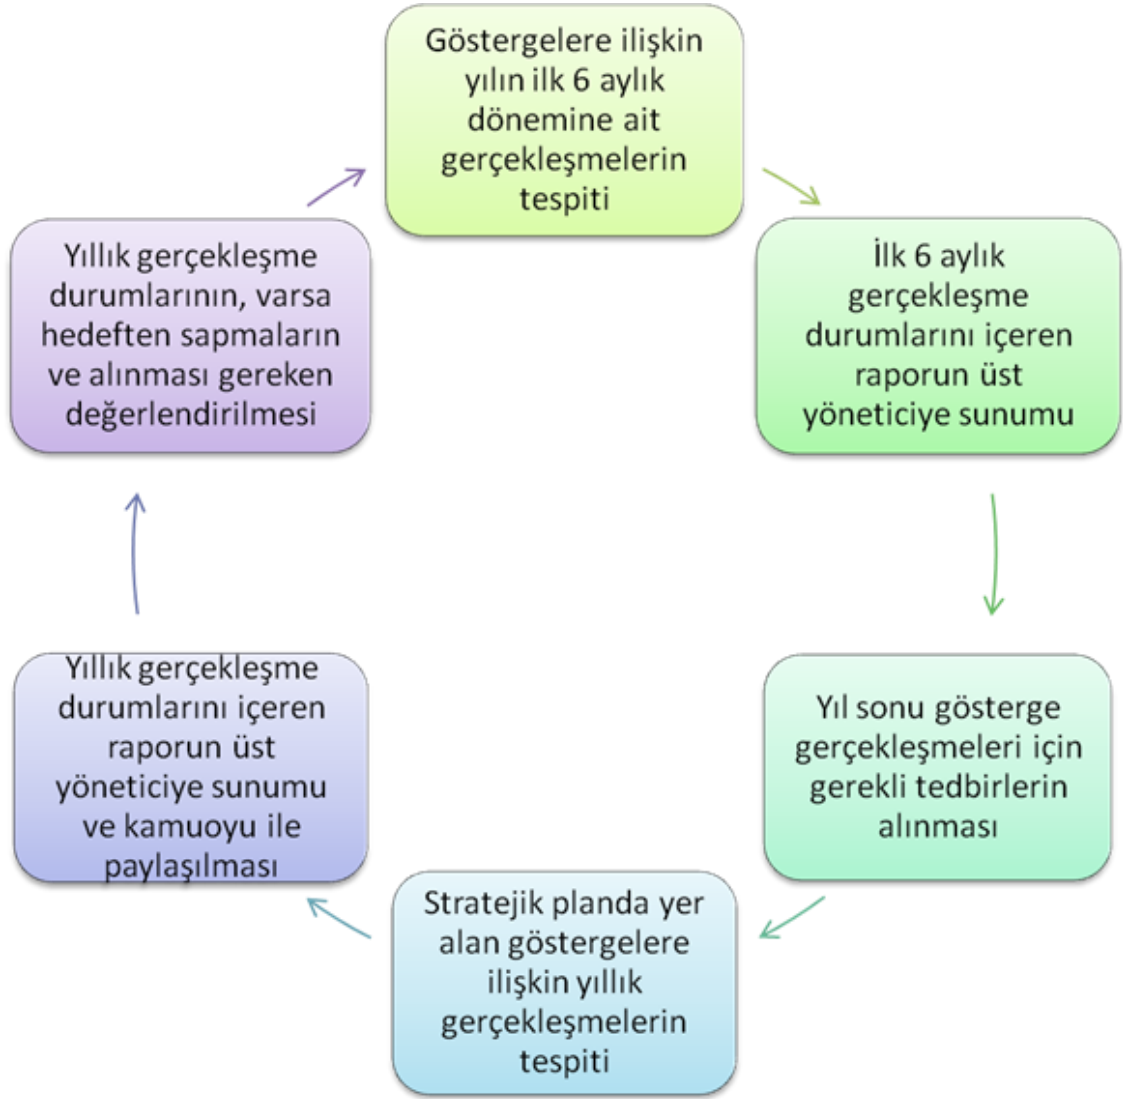 Göstergelere ilişkin
yılın ilk 6 aylık
dönemine ait
gerçekleşmelerin
tespiti
İlk 6 aylık
gerçekleşme
durumlarını içeren
raporun üst
yöneticiye sunumu
Yıl sonu gösterge
gerçekleşmeleri için
gerekli tedbirlerin
alınması
Stratejik planda yer
alan göstergelere
ilişkin yıllık
gerçekleşmelerin
tespiti
Yıllık gerçekleşme
durumlarını içeren
raporun üst
yöneticiye sunumu
ve kamuoyu ile
paylaşılması
Yıllık gerçekleşme
durumlarının, varsa
hedeften sapmaların
ve alınması gereken
değerlendirilmesi